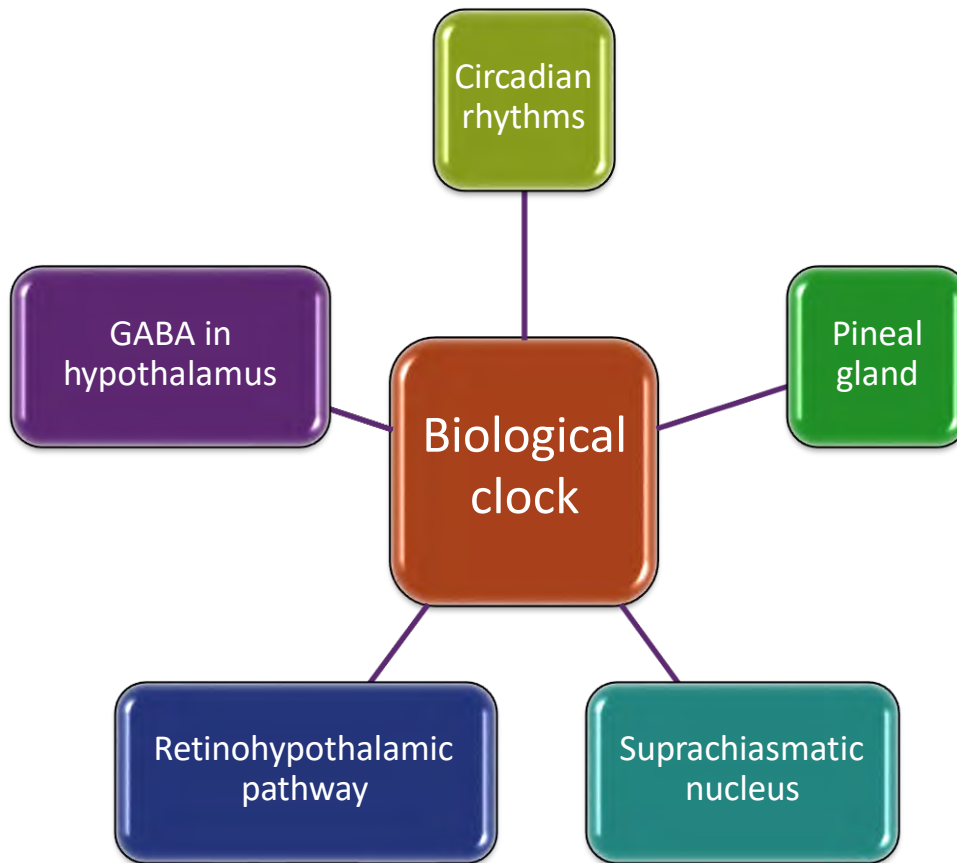 Circadian
rhythms
GABA in
hypothalamus
Pineal
gland
Biological
clock
Retinohypothalamic
pathway
Suprachiasmatic
nucleus